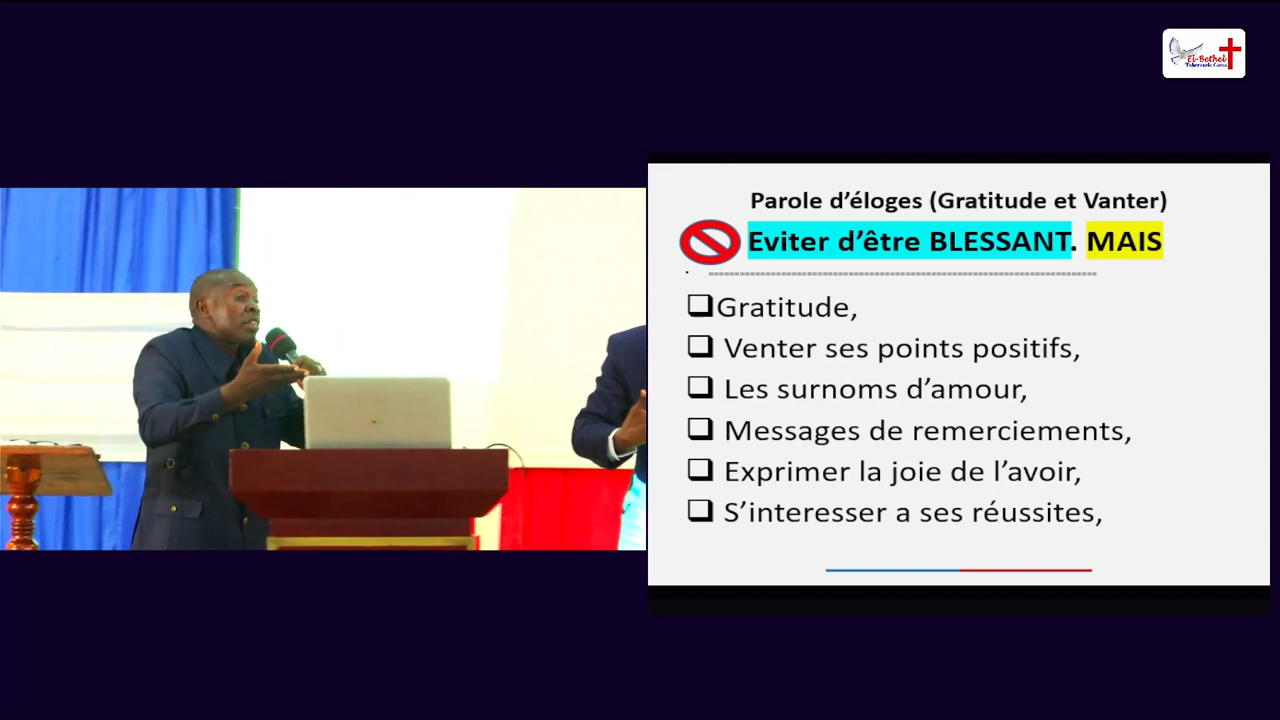 El-Bethel
Parole d’éloges (Gratitude et Vanter)
Eviter d’être BLESSANT. MAIS
Gratitude,
Venter ses points positifs,
Les surnoms d’amour,
Messages de remerciements,
Exprimer la joie de l’avoir,
S’interesser a ses réussites,